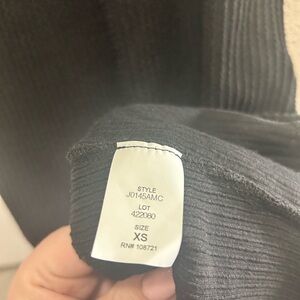 STYLE
J0145AMC
LOT
422060
SIZE
XS
RN# 108721